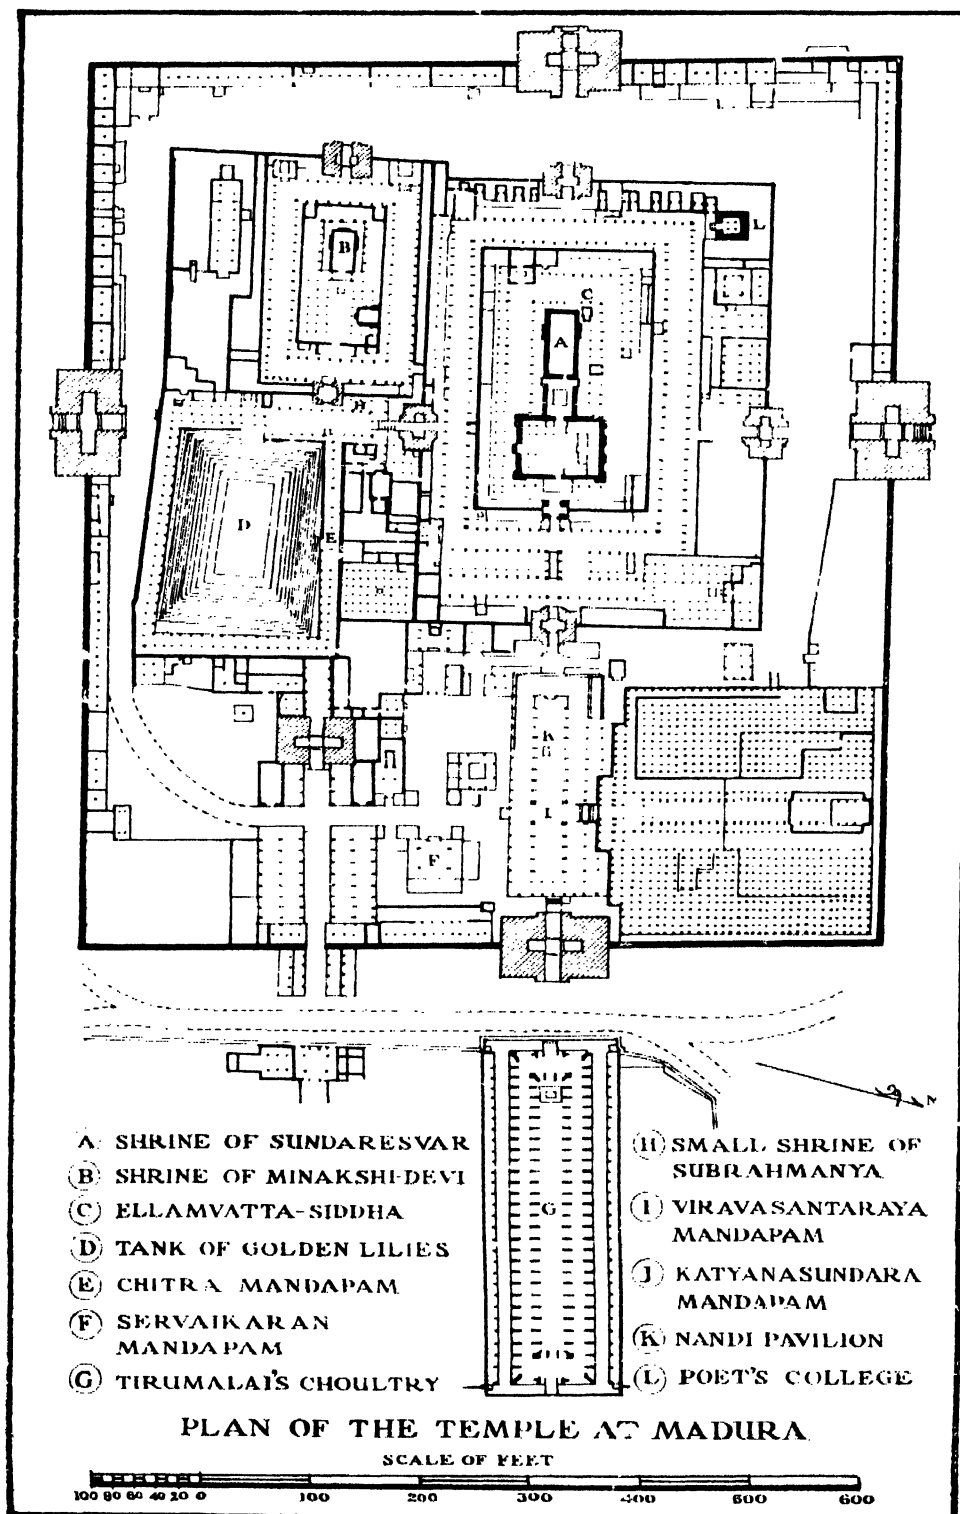 B
L
C
A
H
D
E
K
I
F
N
A SHRINE OF SUNDARESVAR
B SHRINE OF MINAKSHI-DEVI
C ELLAMVATTA-SIDDHA
D TANK OF GOLDEN LILIES
E CHITRA MANDAPAM
F SERVAIKARAN
MANDAPAM
G TIRUMALAI'S CHOULTRY
G
H SMALL SHRINE OF
SUBRAHMANYA
I VIRAVASANTARAYA
MANDAPAM
J KATYANASUNDARA
MANDAPAM
K NANDI PAVILION
L POET'S COLLEGE
PLAN OF THE TEMPLE AT MADURA
SCALE OF FEET
100 80 60 40 20 0 100 200 300 400 500 600